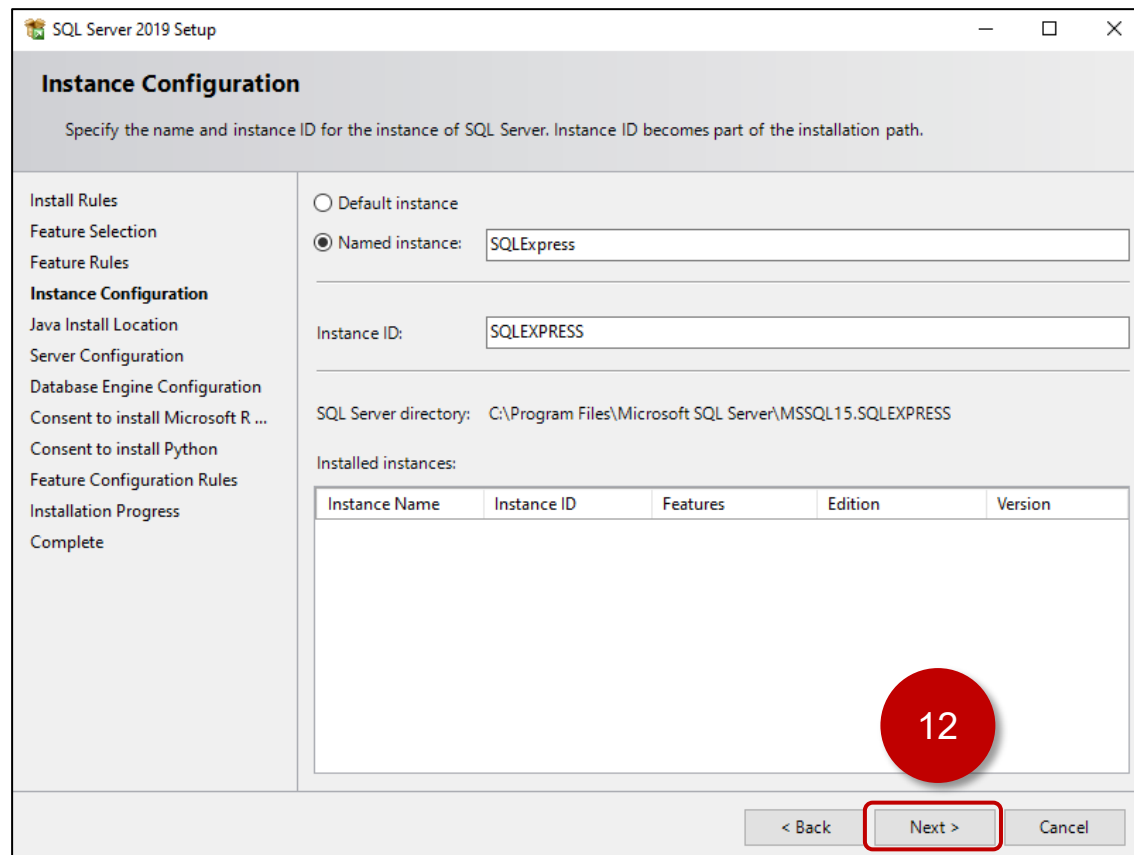 SQL Server 2019 Setup
Instance Configuration
Specify the name and instance ID for the instance of SQL Server. Instance ID becomes part of the installation path.
Install Rules
Feature Selection
Feature Rules
Instance Configuration
Java Install Location
Server Configuration
Database Engine Configuration
Consent to install Microsoft R ...
Consent to install Python
Feature Configuration Rules
Installation Progress
Complete
Default instance
Named instance: SQLExpress
Instance ID: SQLEXPRESS
SQL Server directory: C:\Program Files\Microsoft SQL Server\MSSQL15.SQLEXPRESS
Installed instances:
Instance Name Instance ID Features Edition Version
12
< Back Next > Cancel